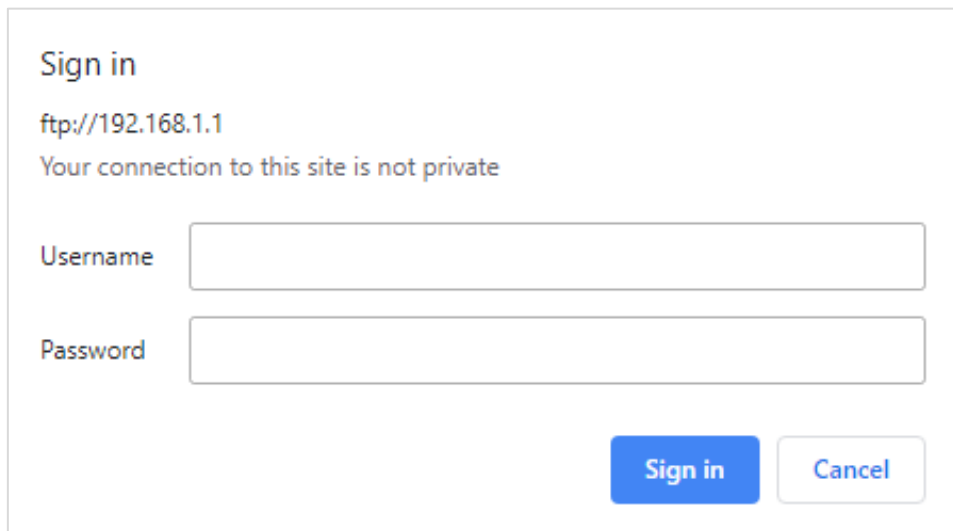 Sign in
ftp://192.168.1.1
Your connection to this site is not private
Username
Password
Sign in Cancel